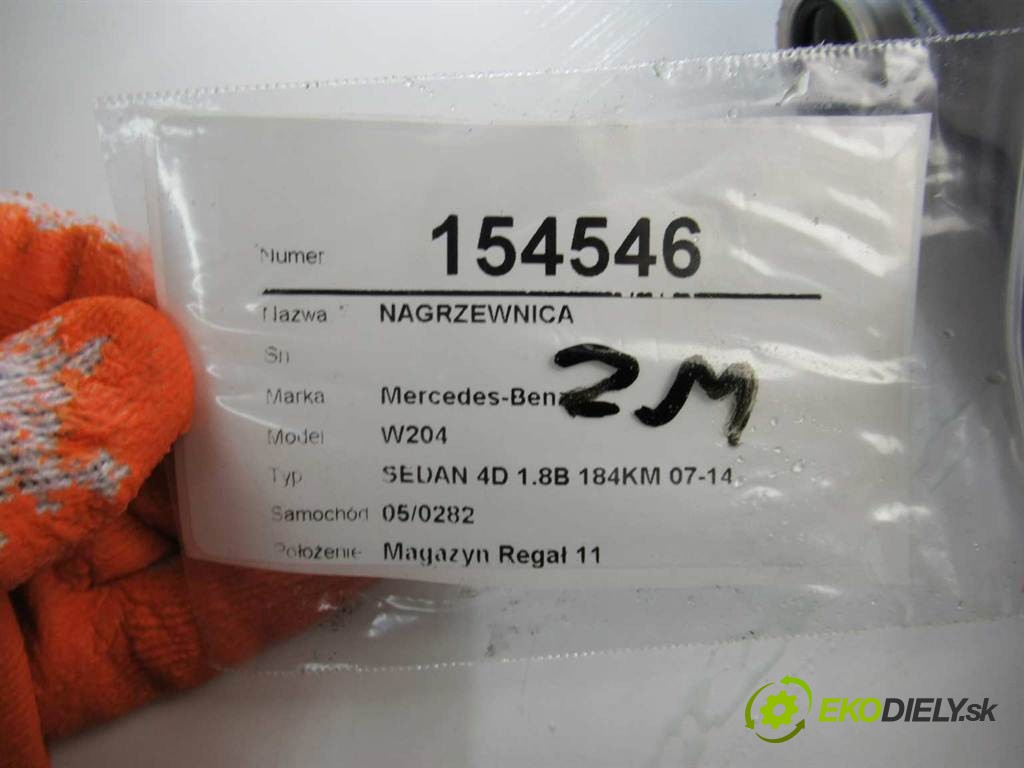 Numer 154546
Nazwa NAGRZEWNICA
Sn
2M
Marka Mercedes-Benz
Model W204
Typ SEDAN 4D 1.8B 184KM 07-14
Samochód 05/0282
Położenie Magazyn Regał 11
EKODIELY.sk